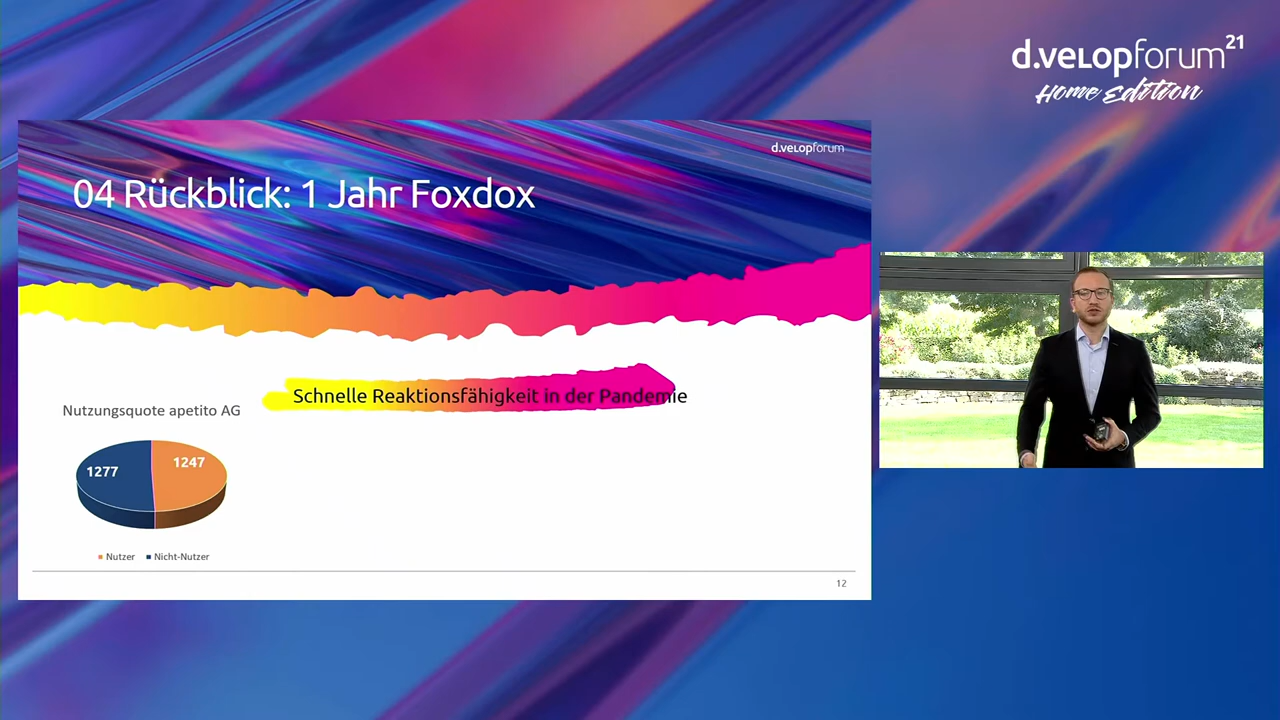 d.velopforum21
Home Edition
d.velopforum
04 Rückblick: 1 Jahr Foxdox
Schnelle Reaktionsfähigkeit in der Pandemie
Nutzungsquote apetito AG
1277
1247
Nutzer
Nicht-Nutzer
12